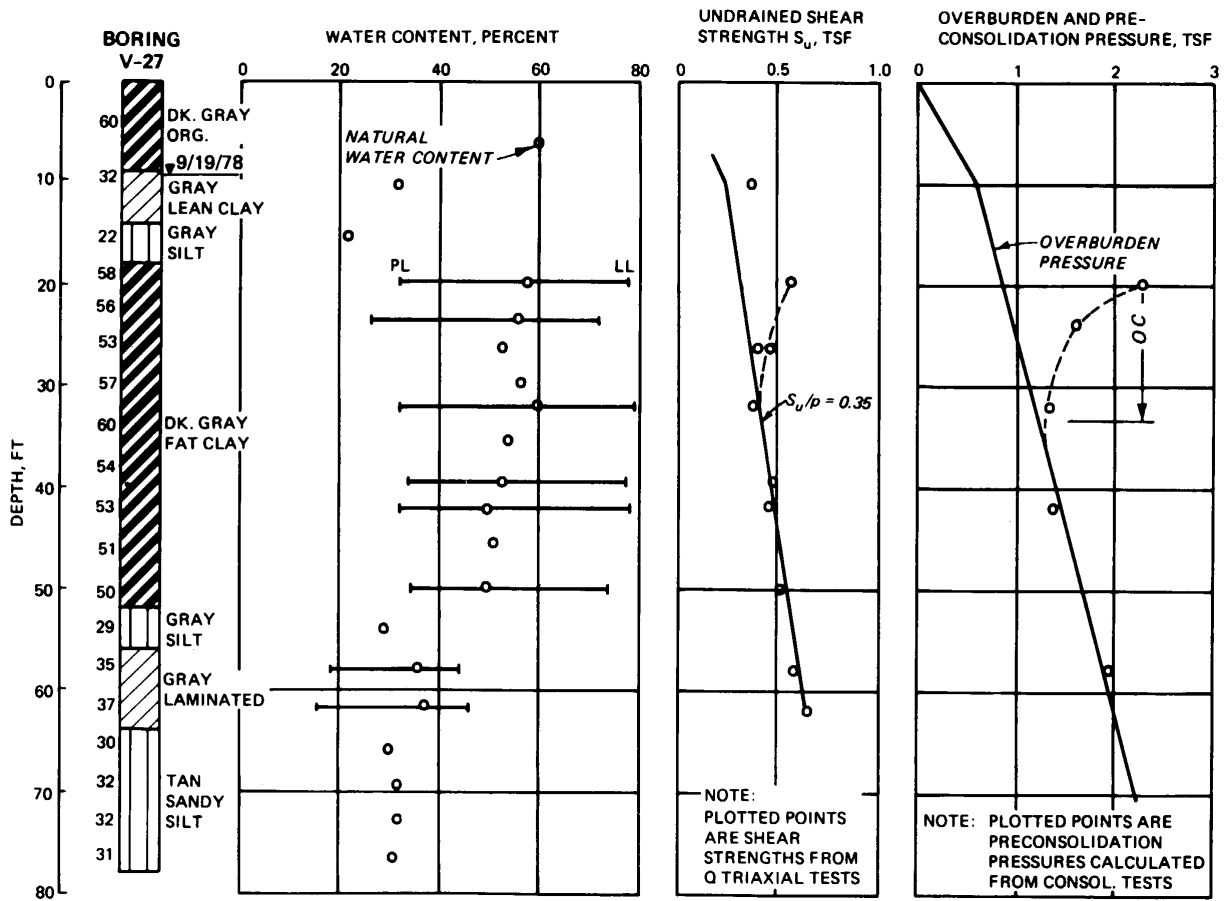 BORING
V-27
WATER CONTENT, PERCENT
UNDRAINED SHEAR
STRENGTH Su, TSF
OVERBURDEN AND PRE-
CONSOLIDATION PRESSURE, TSF
20 40 60 80
0 0.5 1.0
0 1 2 3
DEPTH, FT
0
10
20
30
40
50
60
70
80
60
32
22
58
56
53
57
60
54
53
51
50
29
35
37
30
32
32
31
DK. GRAY
ORG.
9/19/78
GRAY
LEAN CLAY
GRAY
SILT
DK. GRAY
FAT CLAY
GRAY
SILT
GRAY
LAMINATED
TAN
SANDY
SILT
NATURAL
WATER CONTENT
PL LL
Su/p = 0.35
NOTE:
PLOTTED POINTS
ARE SHEAR
STRENGTHS FROM
Q TRIAXIAL TESTS
OVERBURDEN
PRESSURE
OC
NOTE: PLOTTED POINTS ARE
PRECONSOLIDATION
PRESSURES CALCULATED
FROM CONSOL. TESTS